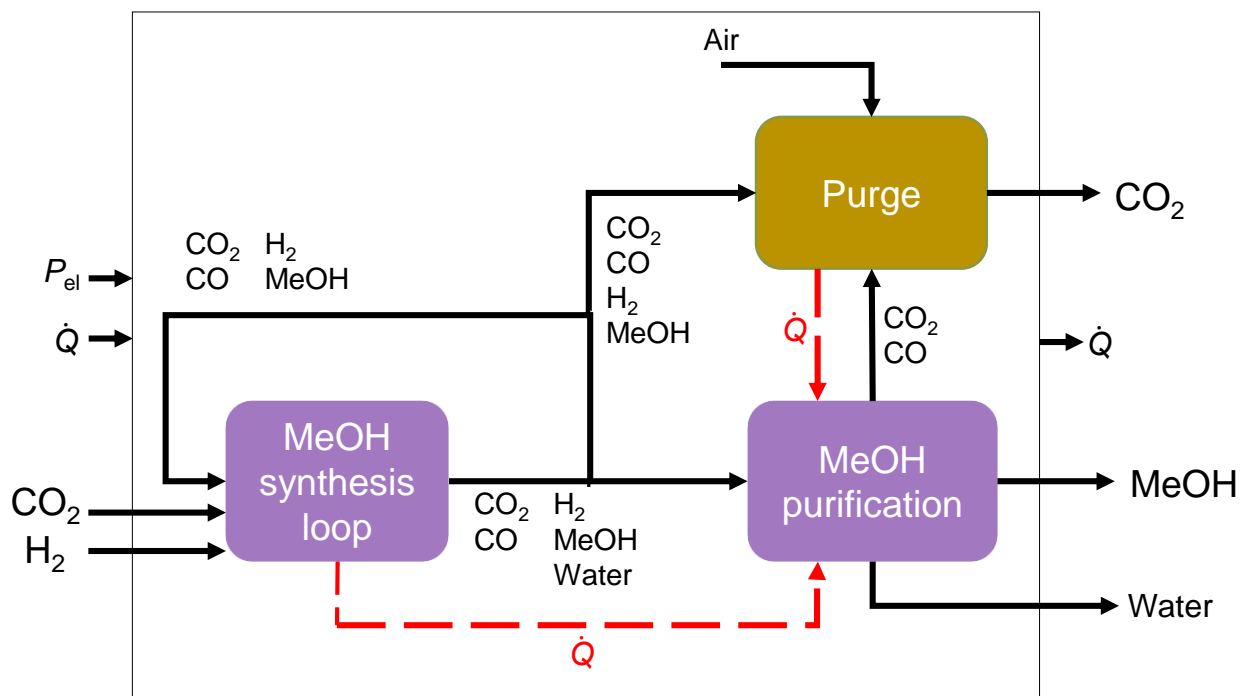 Air
Purge
CO₂
CO₂ H₂
CO MeOH
CO₂
CO
H₂
MeOH
Pel
Q̇
Q̇
CO₂
CO
Q̇
MeOH
synthesis
loop
MeOH
purification
MeOH
CO₂
H₂
CO₂ H₂
CO MeOH
Water
Water
Q̇